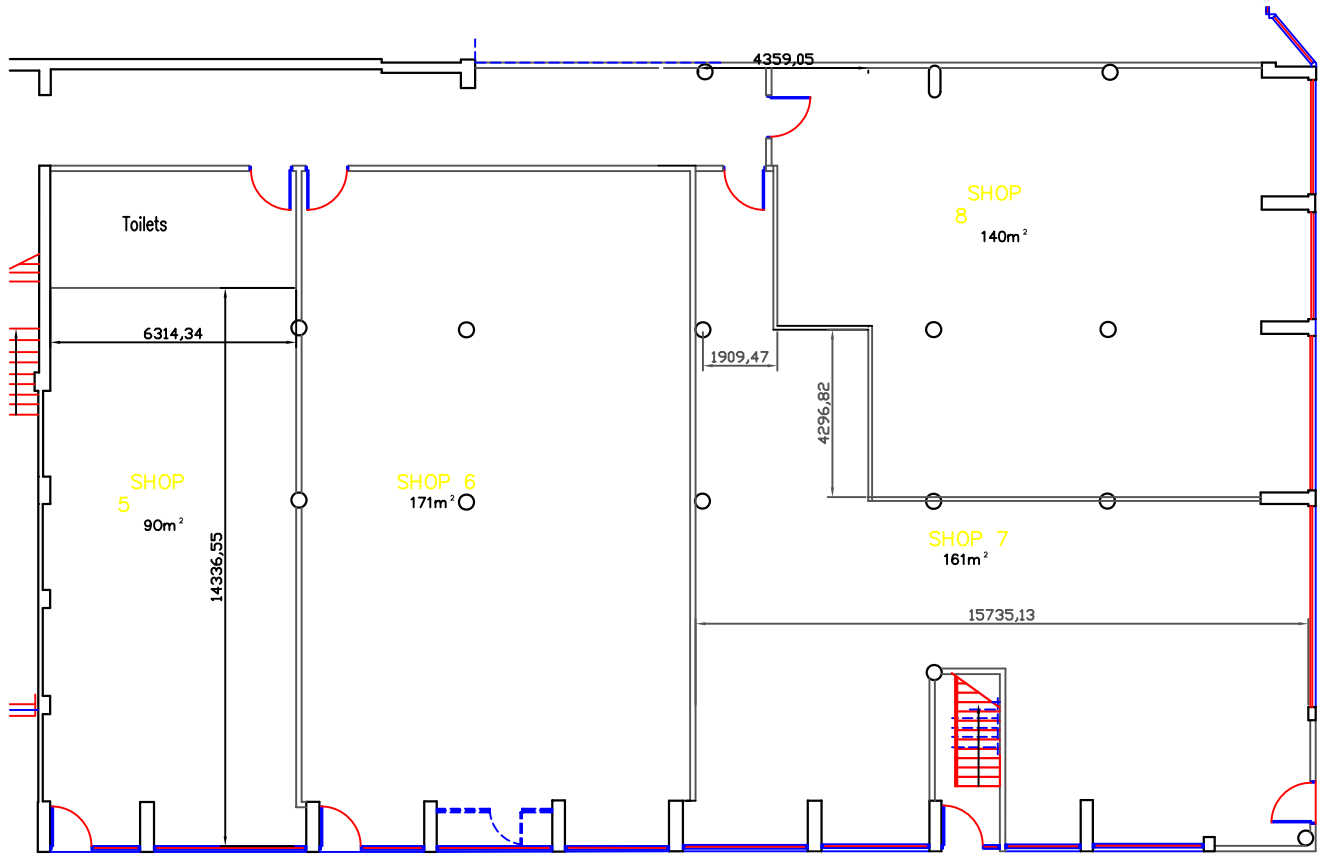 4359,05
SHOP
8
140m²
Toilets
6314,34
1909,47
4296,82
SHOP
5
90m²
SHOP 6
171m²
14336,55
SHOP 7
161m²
15735,13